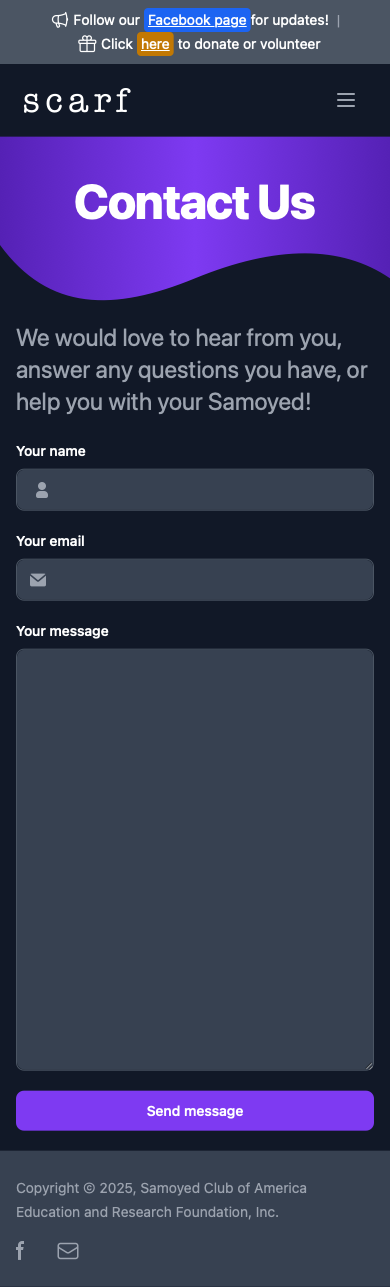 Follow our Facebook page for updates! |
Click here to donate or volunteer
scarf
Contact Us
We would love to hear from you,
answer any questions you have, or
help you with your Samoyed!
Your name
Your email
Your message
Send message
Copyright © 2025, Samoyed Club of America
Education and Research Foundation, Inc.